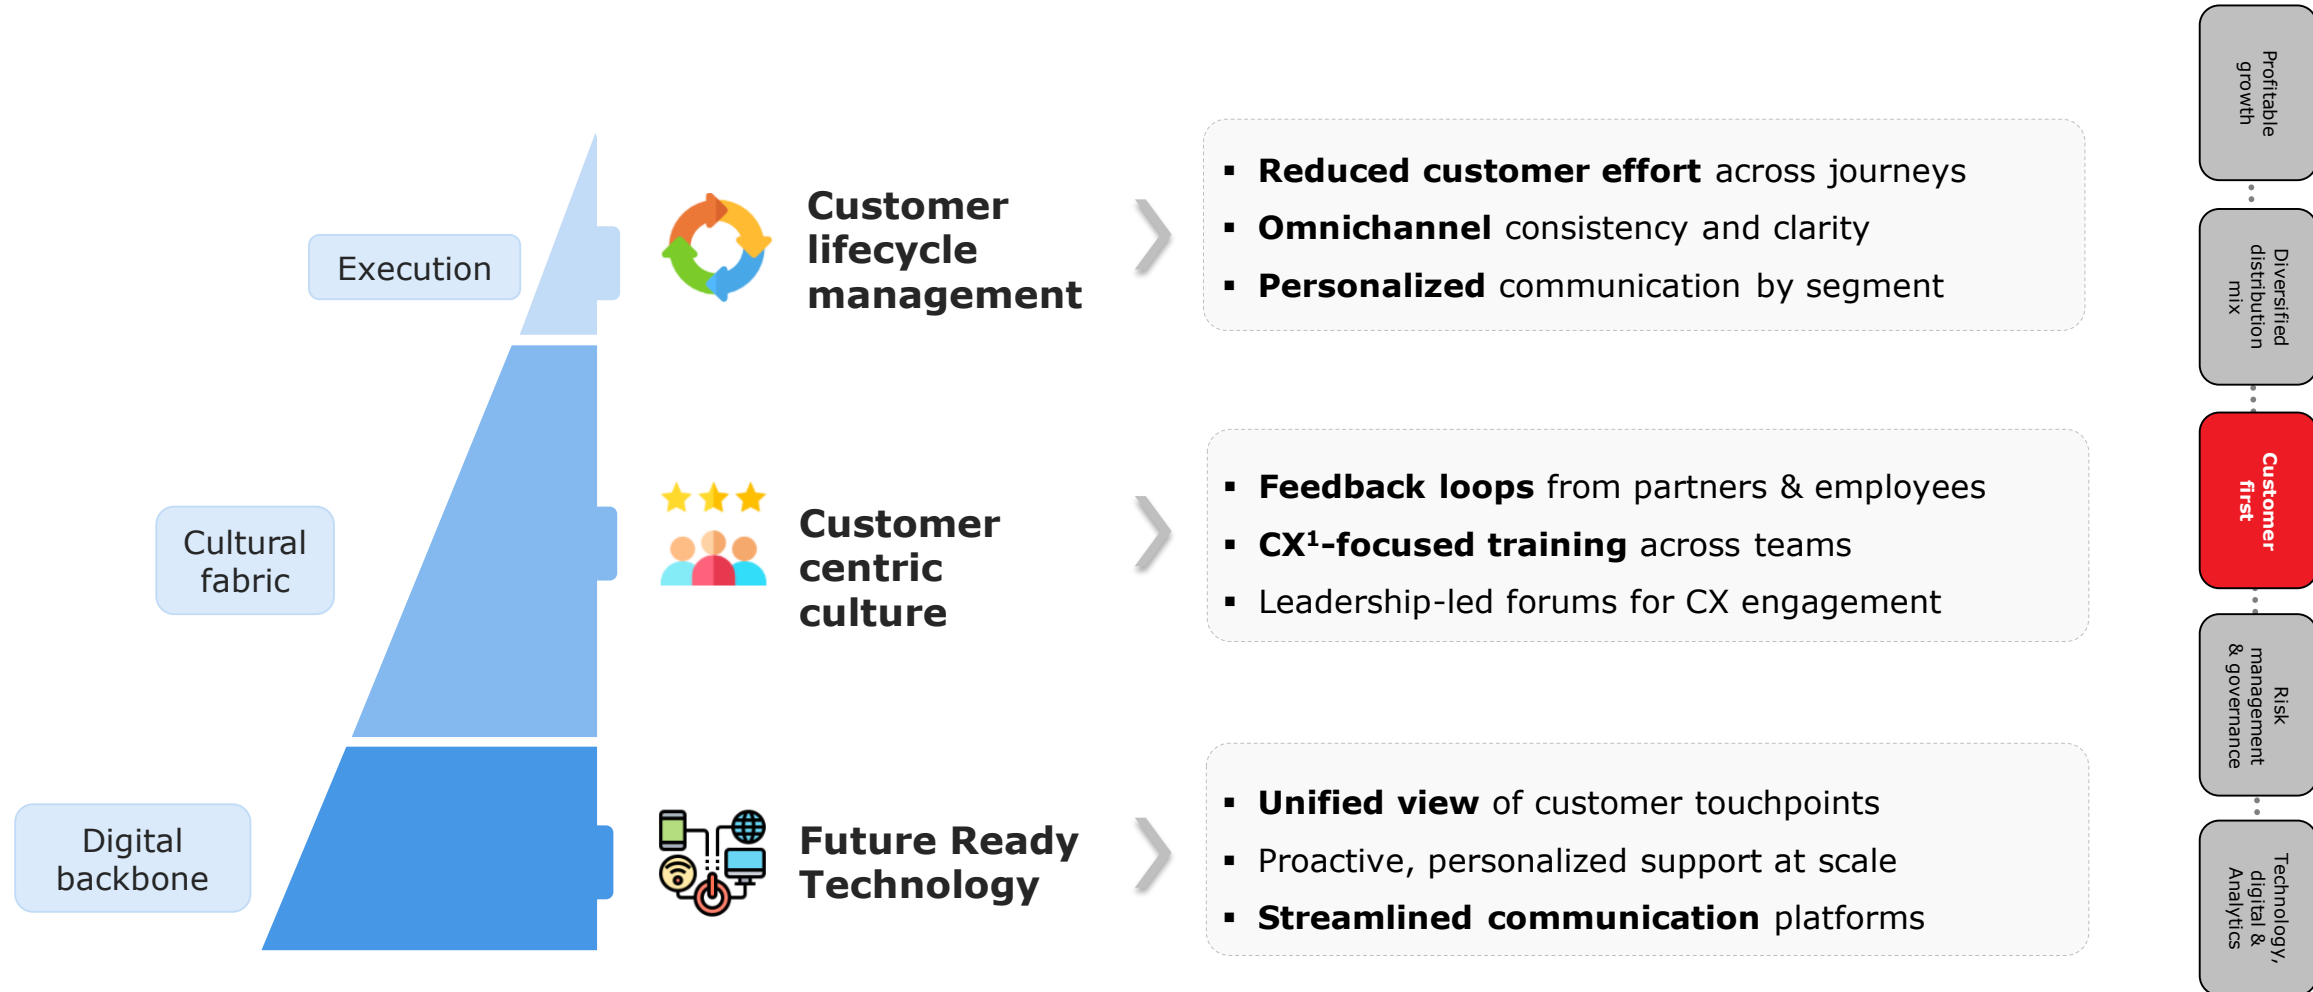 Execution
Customer
lifecycle
management
▪ Reduced customer effort across journeys
▪ Omnichannel consistency and clarity
▪ Personalized communication by segment
Cultural
fabric
Customer
centric
culture
▪ Feedback loops from partners & employees
▪ CX¹-focused training across teams
▪ Leadership-led forums for CX engagement
Digital
backbone
Future Ready
Technology
▪ Unified view of customer touchpoints
▪ Proactive, personalized support at scale
▪ Streamlined communication platforms
Profitable
growth
Diversified
distribution
mix
Customer
first
Risk
management
& governance
Technology,
digital &
Analytics